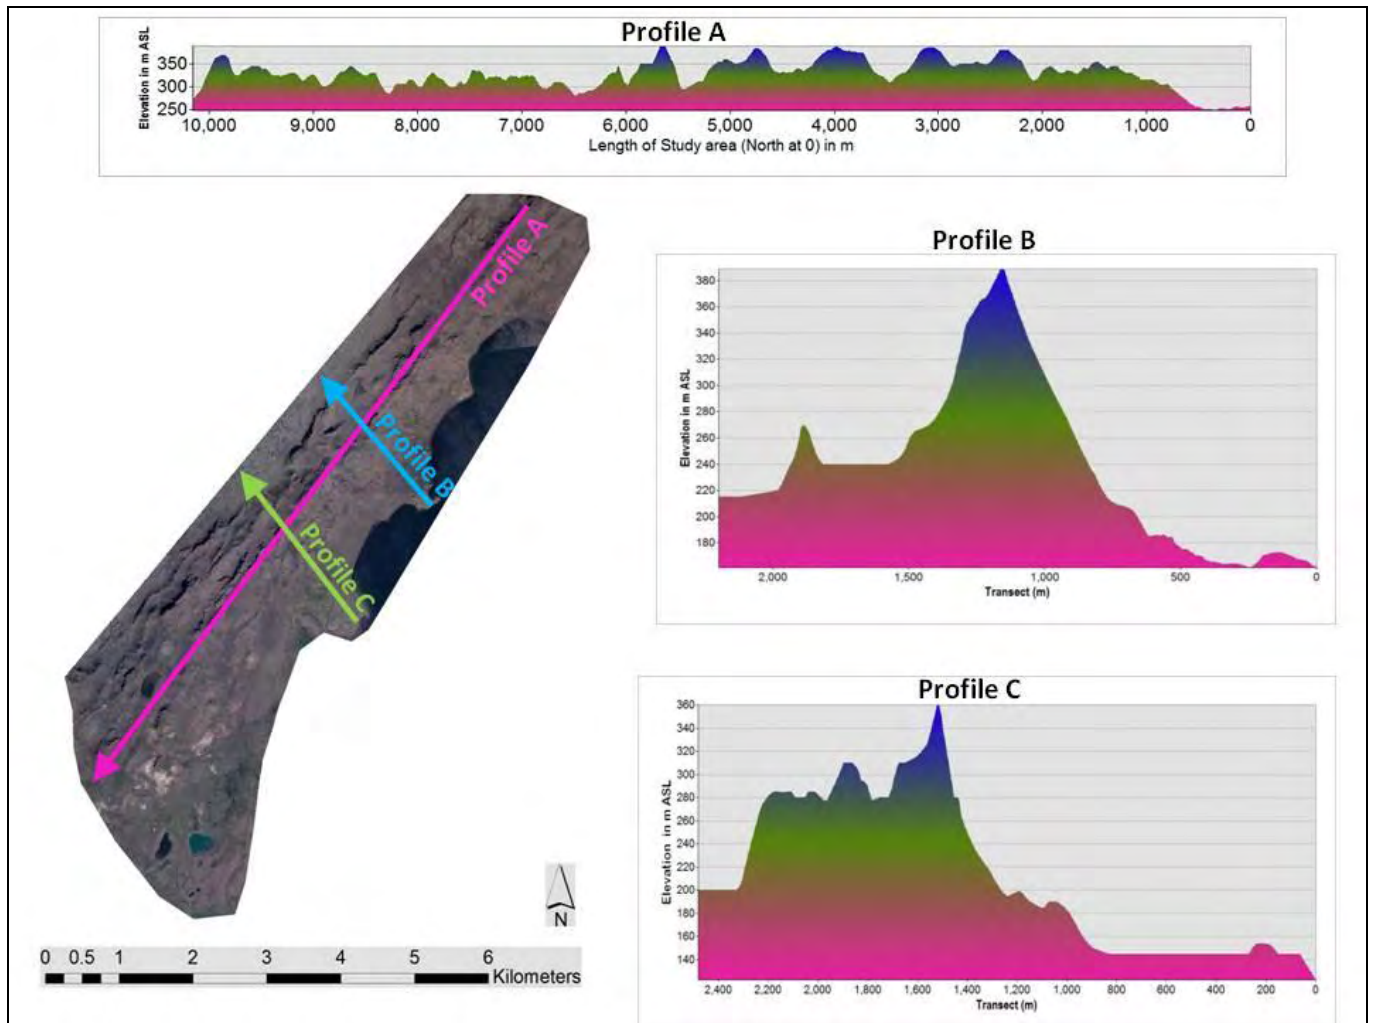 Profile A
Elevation in m ASL
350
300
250
10,000 9,000 8,000 7,000 6,000 5,000 4,000 3,000 2,000 1,000 0
Length of Study area (North at 0) in m
Profile A
Profile B
Profile C
N
0 0.5 1 2 3 4 5 6
Kilometers
Profile B
Elevation in m ASL
380
360
340
320
300
280
260
240
220
200
180
2,000 1,500 1,000 500 0
Transect (m)
Profile C
Elevation in m ASL
360
340
320
300
280
260
240
220
200
180
160
140
2,400 2,200 2,000 1,800 1,600 1,400 1,200 1,000 800 600 400 200 0
Transect (m)